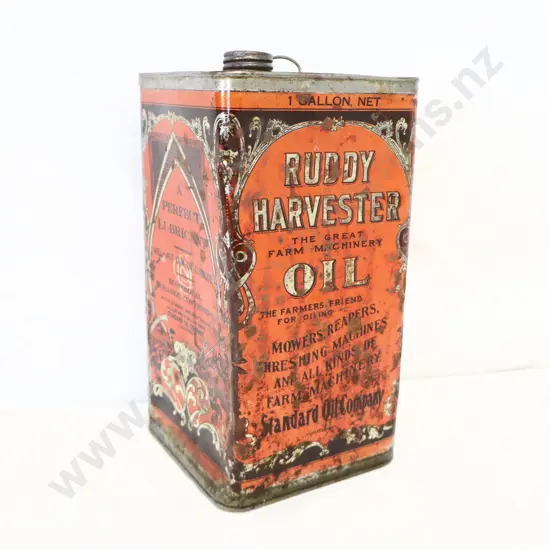 1 GALLON, NET
RUDDY
HARVESTER
THE GREAT
FARM MACHINERY
OIL
THE FARMERS FRIEND
FOR OILING
MOWERS, REAPERS,
THRESHING MACHINES
AND ALL KINDS OF
FARM MACHINERY
Standard Oil Company
A
PERFECT
LUBRICANT